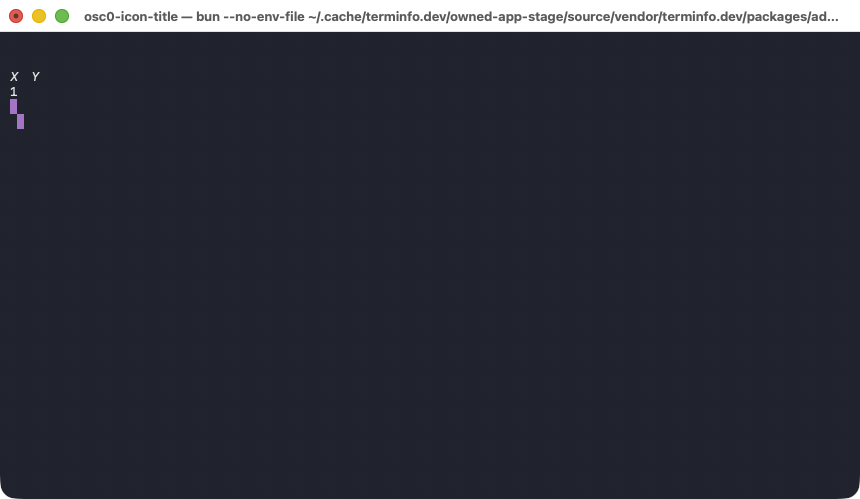 osc0-icon-title — bun --no-env-file ~/.cache/terminfo.dev/owned-app-stage/source/vendor/terminfo.dev/packages/ad...
X  Y
1